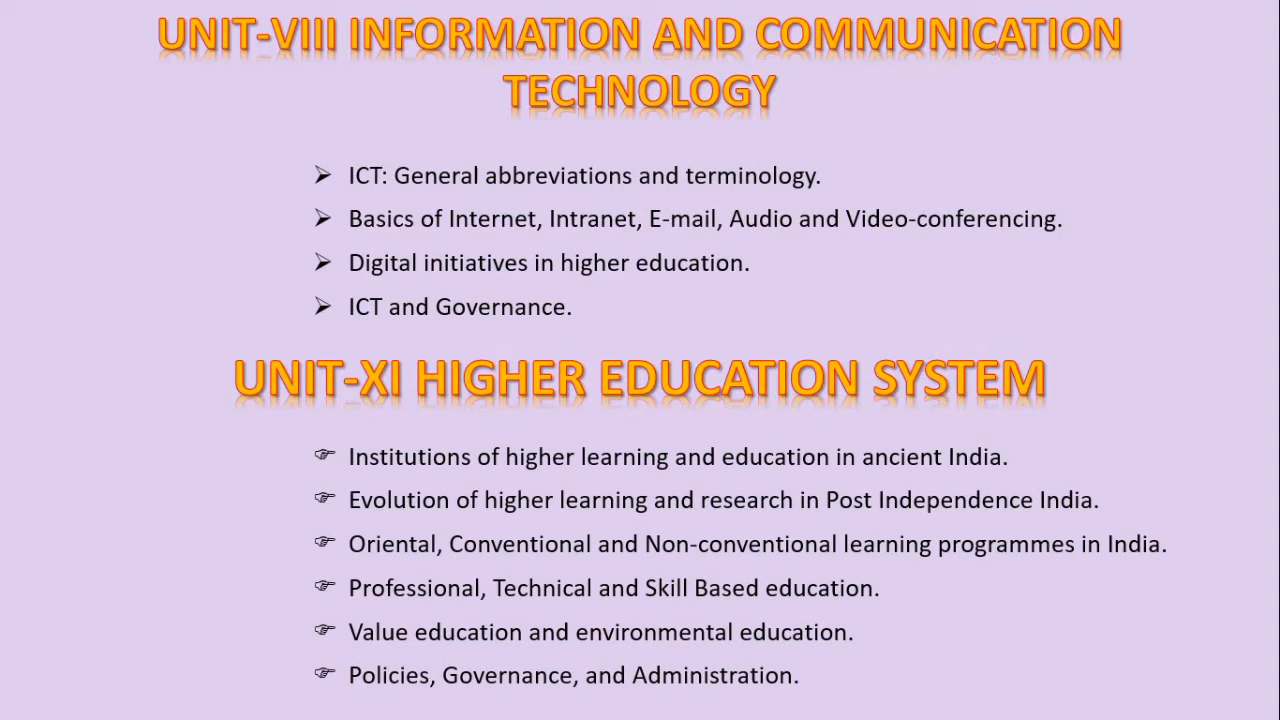 UNIT-VIII INFORMATION AND COMMUNICATION
TECHNOLOGY
ICT: General abbreviations and terminology.
Basics of Internet, Intranet, E-mail, Audio and Video-conferencing.
Digital initiatives in higher education.
ICT and Governance.
UNIT-XI HIGHER EDUCATION SYSTEM
Institutions of higher learning and education in ancient India.
Evolution of higher learning and research in Post Independence India.
Oriental, Conventional and Non-conventional learning programmes in India.
Professional, Technical and Skill Based education.
Value education and environmental education.
Policies, Governance, and Administration.